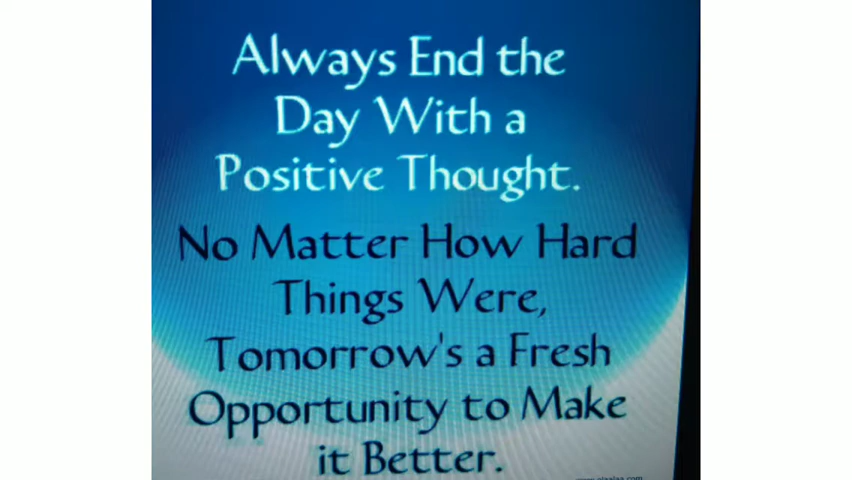 Always End the
Day With a
Positive Thought.
No Matter How Hard
Things Were,
Tomorrow's a Fresh
Opportunity to Make
it Better.